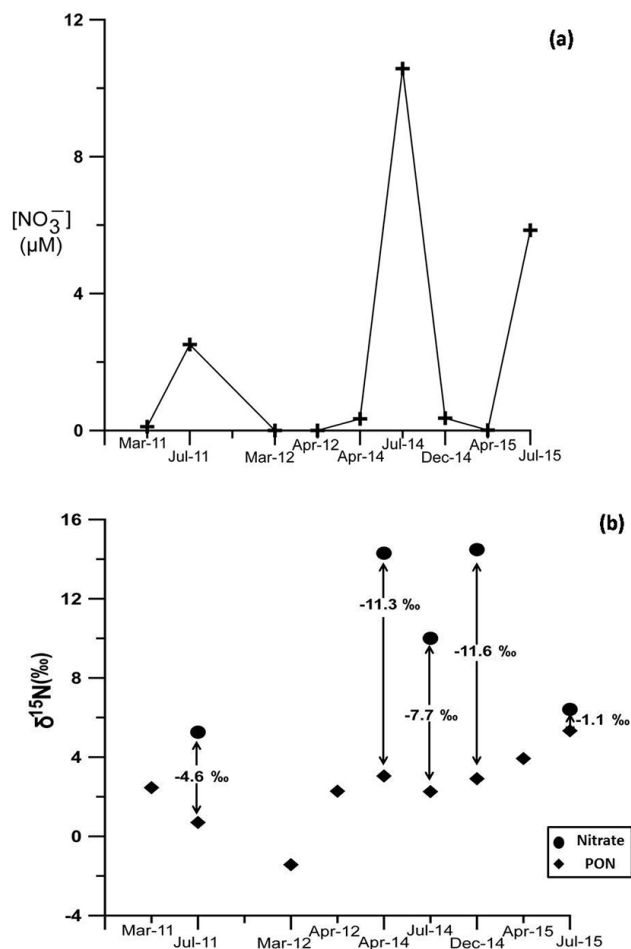 (a)
12
8
[NO₃⁻]
(μM)
4
0
Mar-11
Jul-11
Mar-12
Apr-12
Apr-14
Jul-14
Dec-14
Apr-15
Jul-15
(b)
16
12
8
4
0
-4
δ¹⁵N(‰)
-11.3 ‰
-11.6 ‰
-7.7 ‰
-1.1 ‰
-4.6 ‰
Nitrate
PON
Mar-11
Jul-11
Mar-12
Apr-12
Apr-14
Jul-14
Dec-14
Apr-15
Jul-15